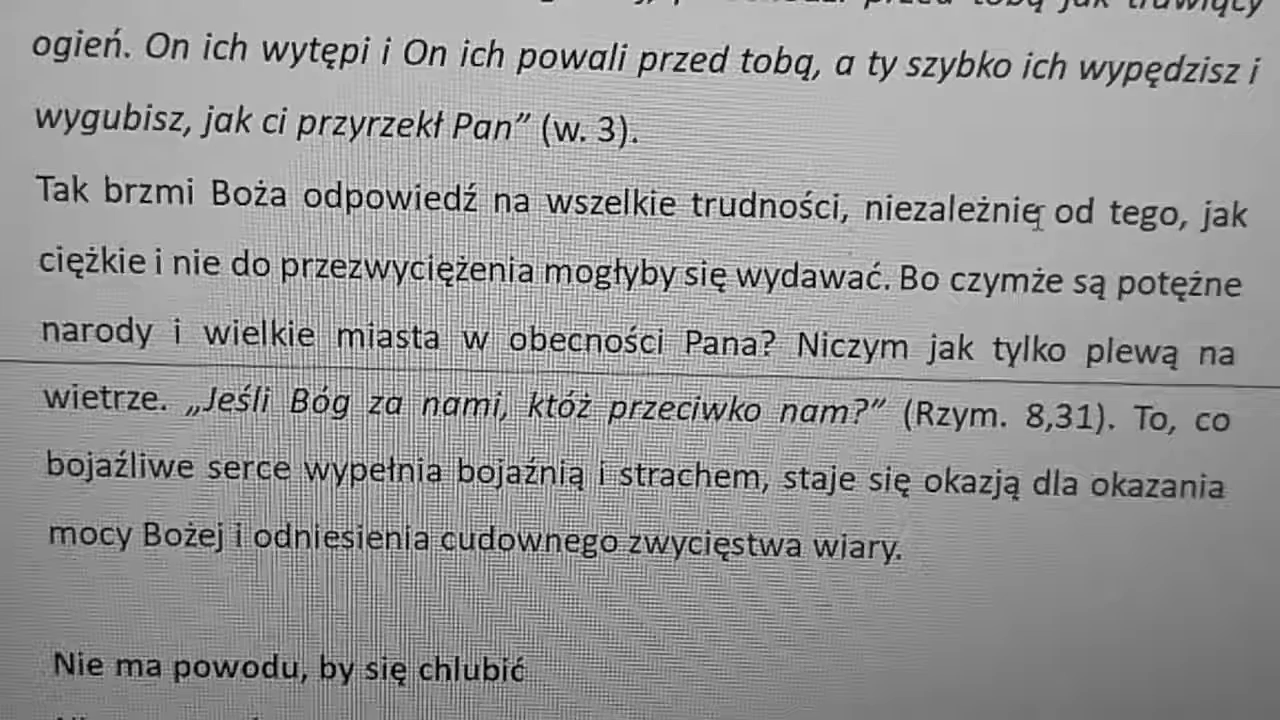 przed tobą jak trawiący
ogień. On ich wytępi i On ich powali przed tobą, a ty szybko ich wypędzisz i
wygubisz, jak ci przyrzekł Pan” (w. 3).
Tak brzmi Boża odpowiedź na wszelkie trudności, niezależnie od tego, jak
ciężkie i nie do przezwyciężenia mogłyby się wydawać. Bo czymże są potężne
narody i wielkie miasta w obecności Pana? Niczym jak tylko plewą na
wietrze. „Jeśli Bóg za nami, któż przeciwko nam?” (Rzym. 8,31). To, co
bojaźliwe serce wypełnia bojaźnią i strachem, staje się okazją dla okazania
mocy Bożej i odniesienia cudownego zwycięstwa wiary.
Nie ma powodu, by się chlubić